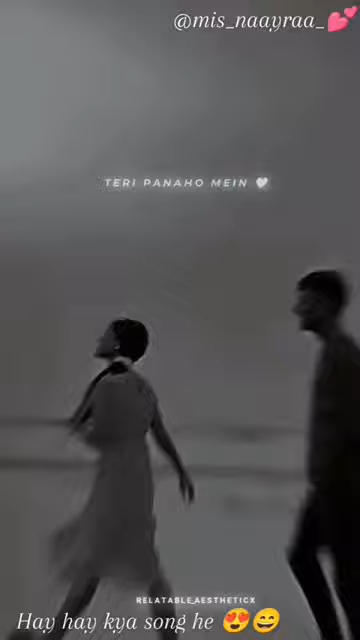 @mis_naayraa_💕
TERI PANAHO MEIN 🤍
RELATABLE_AESTHETICX
Hay hay kya song he 😍😄